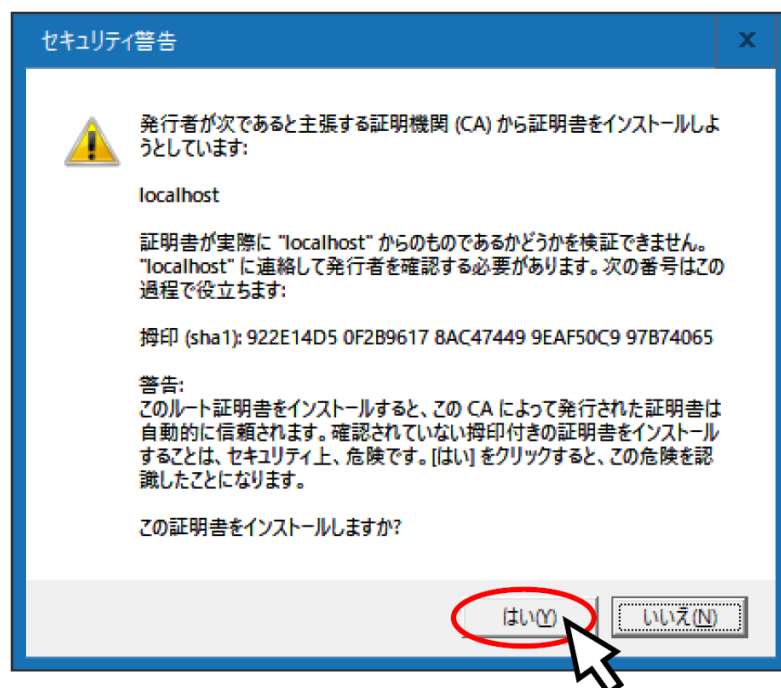 セキュリティ警告
発行者が次であると主張する証明機関 (CA) から証明書をインストールしよ
うとしています:
localhost
証明書が実際に "localhost" からのものであるかどうかを検証できません。
"localhost" に連絡して発行者を確認する必要があります。次の番号はこの
過程で役立ちます:
拇印 (sha1): 922E14D5 0F2B9617 8AC47449 9EAF50C9 97B74065
警告:
このルート証明書をインストールすると、この CA によって発行された証明書は
自動的に信頼されます。確認されていない拇印付きの証明書をインストール
することは、セキュリティ上、危険です。[はい] をクリックすると、この危険を認
識したことになります。
この証明書をインストールしますか?
はい(Y) いいえ(N)